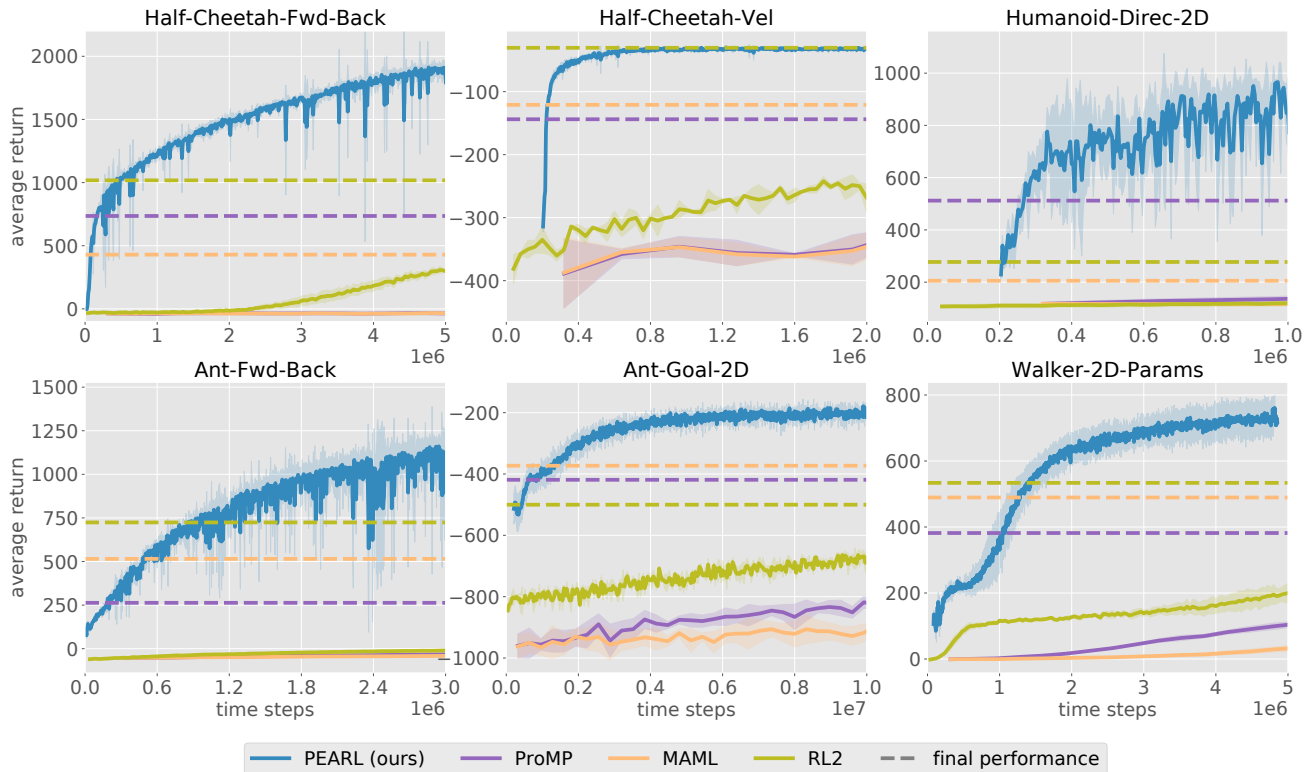 Half-Cheetah-Fwd-Back
Half-Cheetah-Vel
Humanoid-Direc-2D
average return
2000
1500
1000
500
0
0 1 2 3 4 5
1e6
−100
−200
−300
−400
0.0 0.4 0.8 1.2 1.6 2.0
1e6
1000
800
600
400
200
0.0 0.2 0.4 0.6 0.8 1.0
1e6
Ant-Fwd-Back
Ant-Goal-2D
Walker-2D-Params
average return
1500
1250
1000
750
500
250
0
0.0 0.6 1.2 1.8 2.4 3.0
time steps
1e6
−200
−400
−600
−800
−1000
0.0 0.2 0.4 0.6 0.8 1.0
time steps
1e7
800
600
400
200
0
0 1 2 3 4 5
time steps
1e6
PEARL (ours) ProMP MAML RL2 final performance